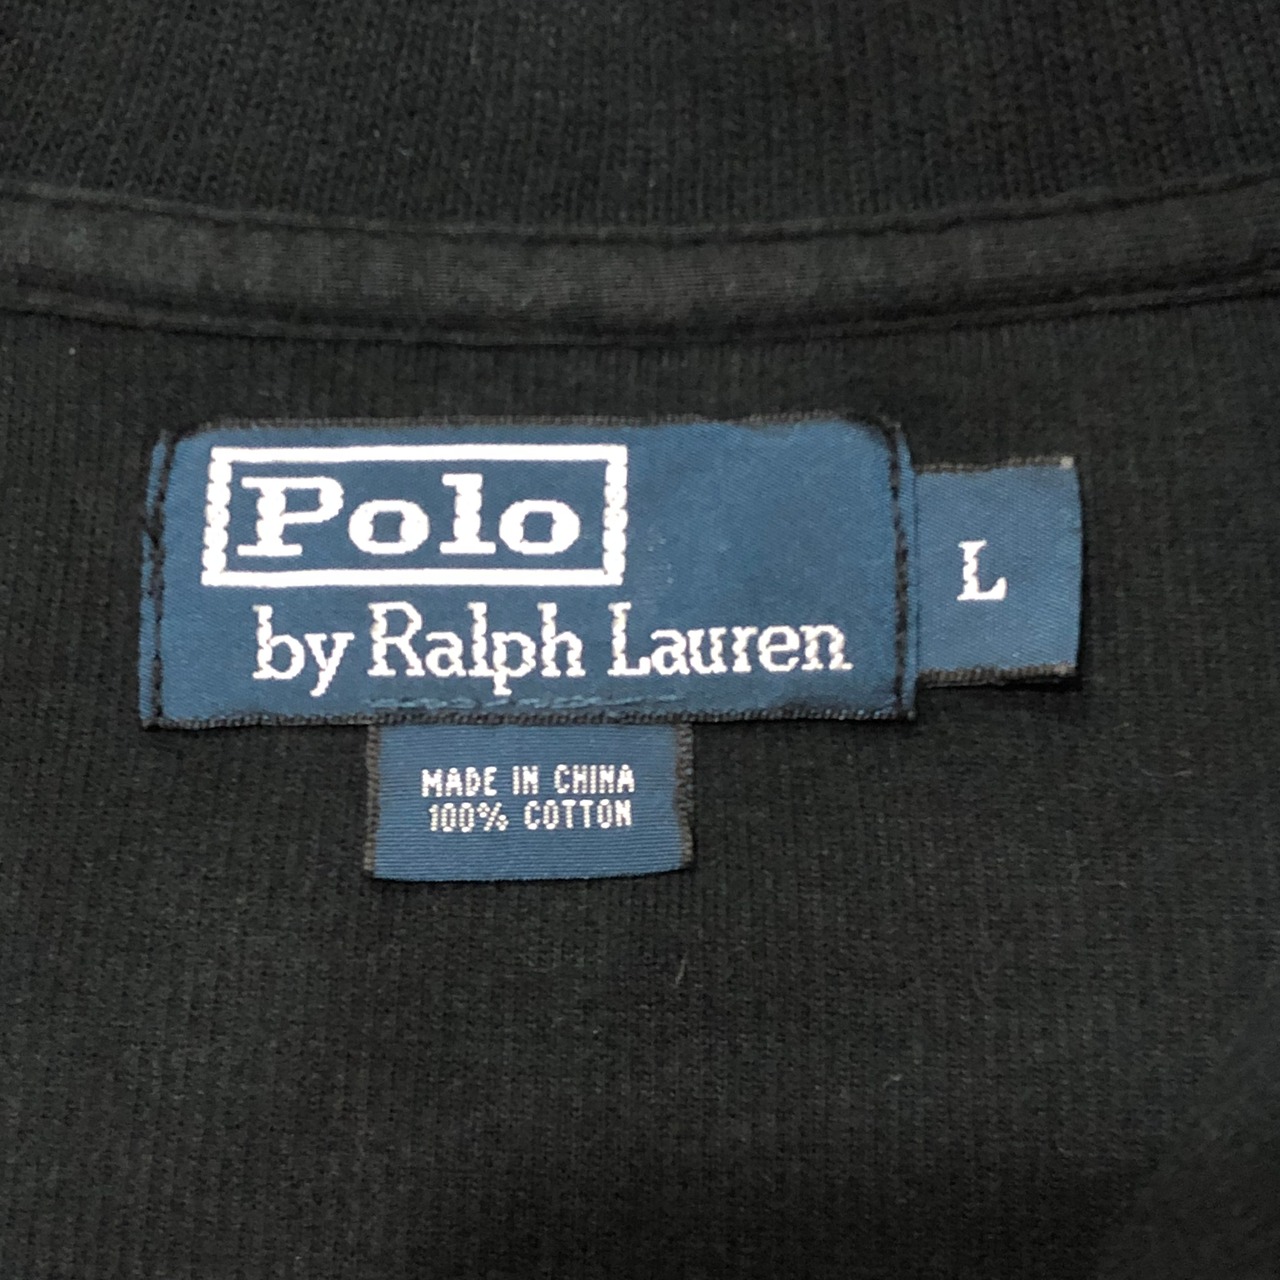 Polo
by Ralph Lauren
L
MADE IN CHINA
100% COTTON